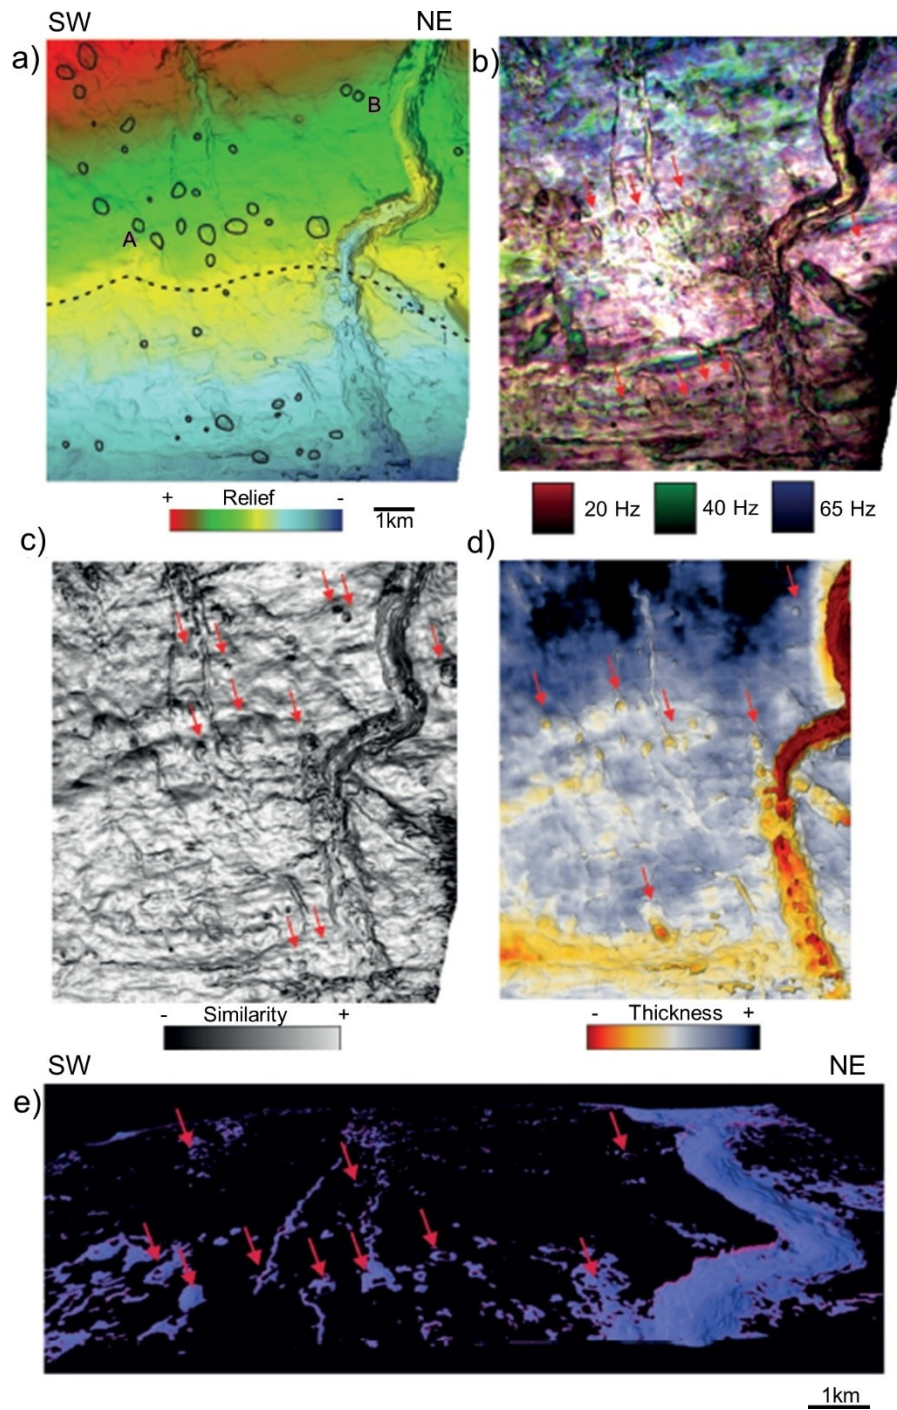 SW NE
a)
b)
B
A
+ Relief -
1km
20 Hz 40 Hz 65 Hz
c)
d)
- Similarity +
- Thickness +
SW NE
e)
1km